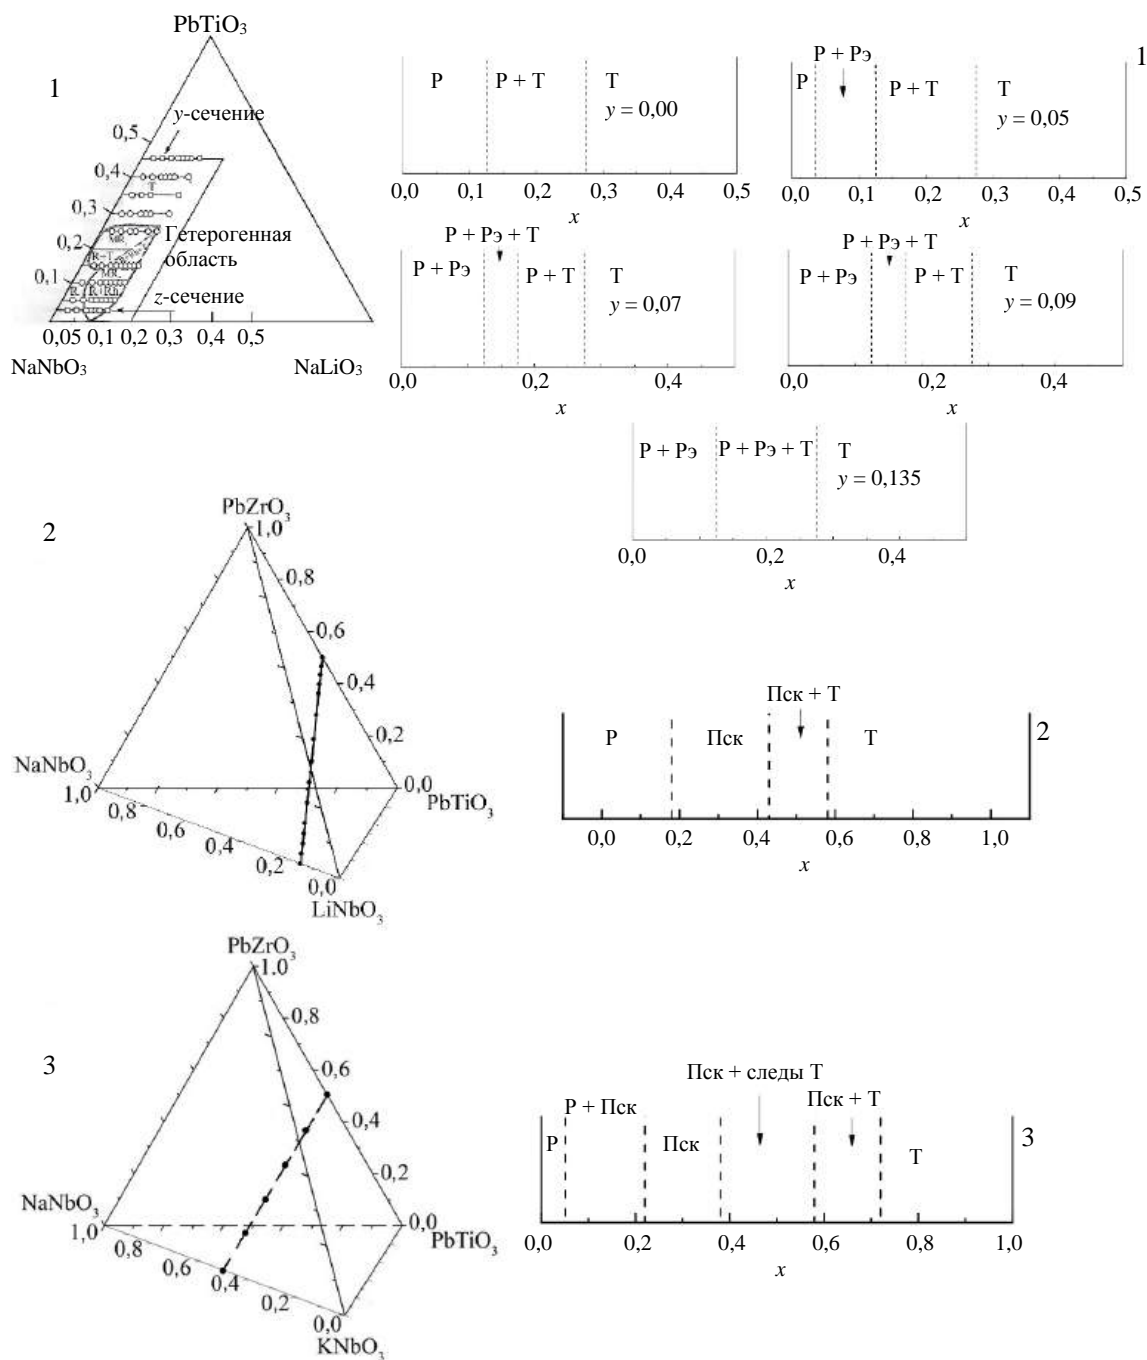 PbTiO₃
1
y-сечение
0,5
0,4
T
0,3
0,2
Гетерогенная
область
0,1
z-сечение
0,05 0,1 0,2 0,3 0,4 0,5
NaNbO₃
NaLiO₃
Р
Р + Т
Т
y = 0,00
0,0 0,1 0,2 0,3 0,4 0,5
x
Р + Рэ
1
Р
Р + Т
Т
y = 0,05
0,0 0,1 0,2 0,3 0,4 0,5
x
Р + Рэ + Т
Р + Рэ
Р + Т
Т
y = 0,07
0,0 0,2 0,4
x
Р + Рэ + Т
Р + Рэ
Р + Т
Т
y = 0,09
0,0 0,2 0,4
x
Р + Рэ
Р + Рэ + Т
Т
y = 0,135
0,0 0,2 0,4
x
2
PbZrO₃
1,0
0,8
0,6
0,4
0,2
0,0
NaNbO₃
1,0
PbTiO₃
0,8
0,6
0,4
0,2
0,0
LiNbO₃
Пск + Т
2
Р
Пск
Т
0,0 0,2 0,4 0,6 0,8 1,0
x
3
PbZrO₃
1,0
0,8
0,6
0,4
0,2
0,0
NaNbO₃
1,0
PbTiO₃
0,8
0,6
0,4
0,2
0,0
KNbO₃
Пск + следы Т
Р + Пск
Пск + Т
3
Р
Пск
Т
0,0 0,2 0,4 0,6 0,8 1,0
x